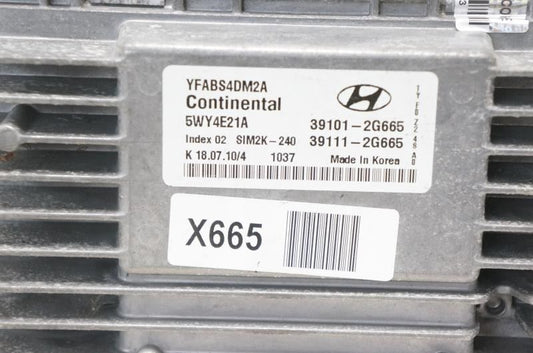 YFABS4DM2A
Continental
5WY4E21A 39101-2G665
Index 02 SIM2K-240 39111-2G665
K 18.07.10/4 1037 Made in Korea
X665